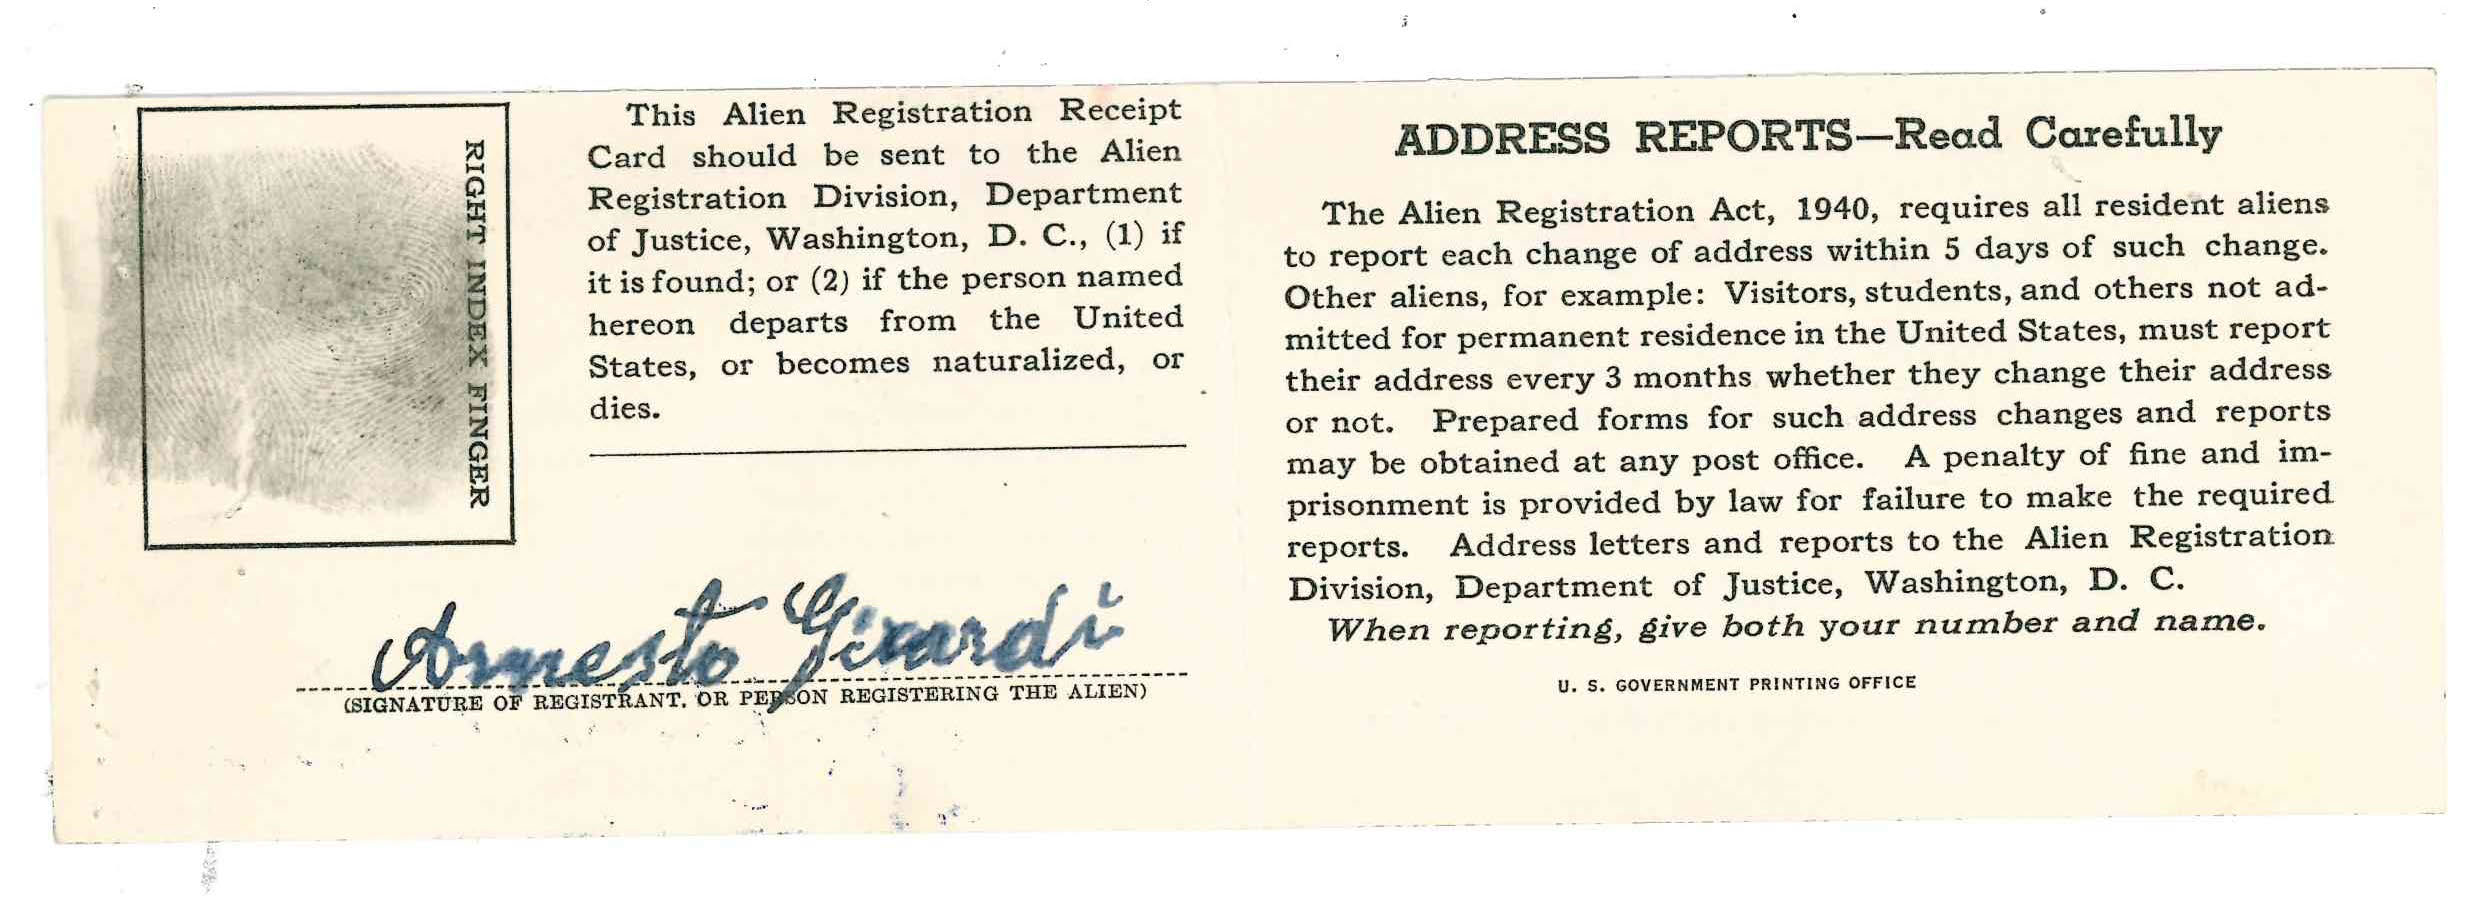 RIGHT INDEX FINGER
This Alien Registration Receipt
Card should be sent to the Alien
Registration Division, Department
of Justice, Washington, D. C., (1) if
it is found; or (2) if the person named
hereon departs from the United
States, or becomes naturalized, or
dies.
Armesto Girardi
(SIGNATURE OF REGISTRANT, OR PERSON REGISTERING THE ALIEN)
ADDRESS REPORTS—Read Carefully
The Alien Registration Act, 1940, requires all resident aliens
to report each change of address within 5 days of such change.
Other aliens, for example: Visitors, students, and others not ad-
mitted for permanent residence in the United States, must report
their address every 3 months whether they change their address
or not. Prepared forms for such address changes and reports
may be obtained at any post office. A penalty of fine and im-
prisonment is provided by law for failure to make the required
reports. Address letters and reports to the Alien Registration
Division, Department of Justice, Washington, D. C.
When reporting, give both your number and name.
U. S. GOVERNMENT PRINTING OFFICE